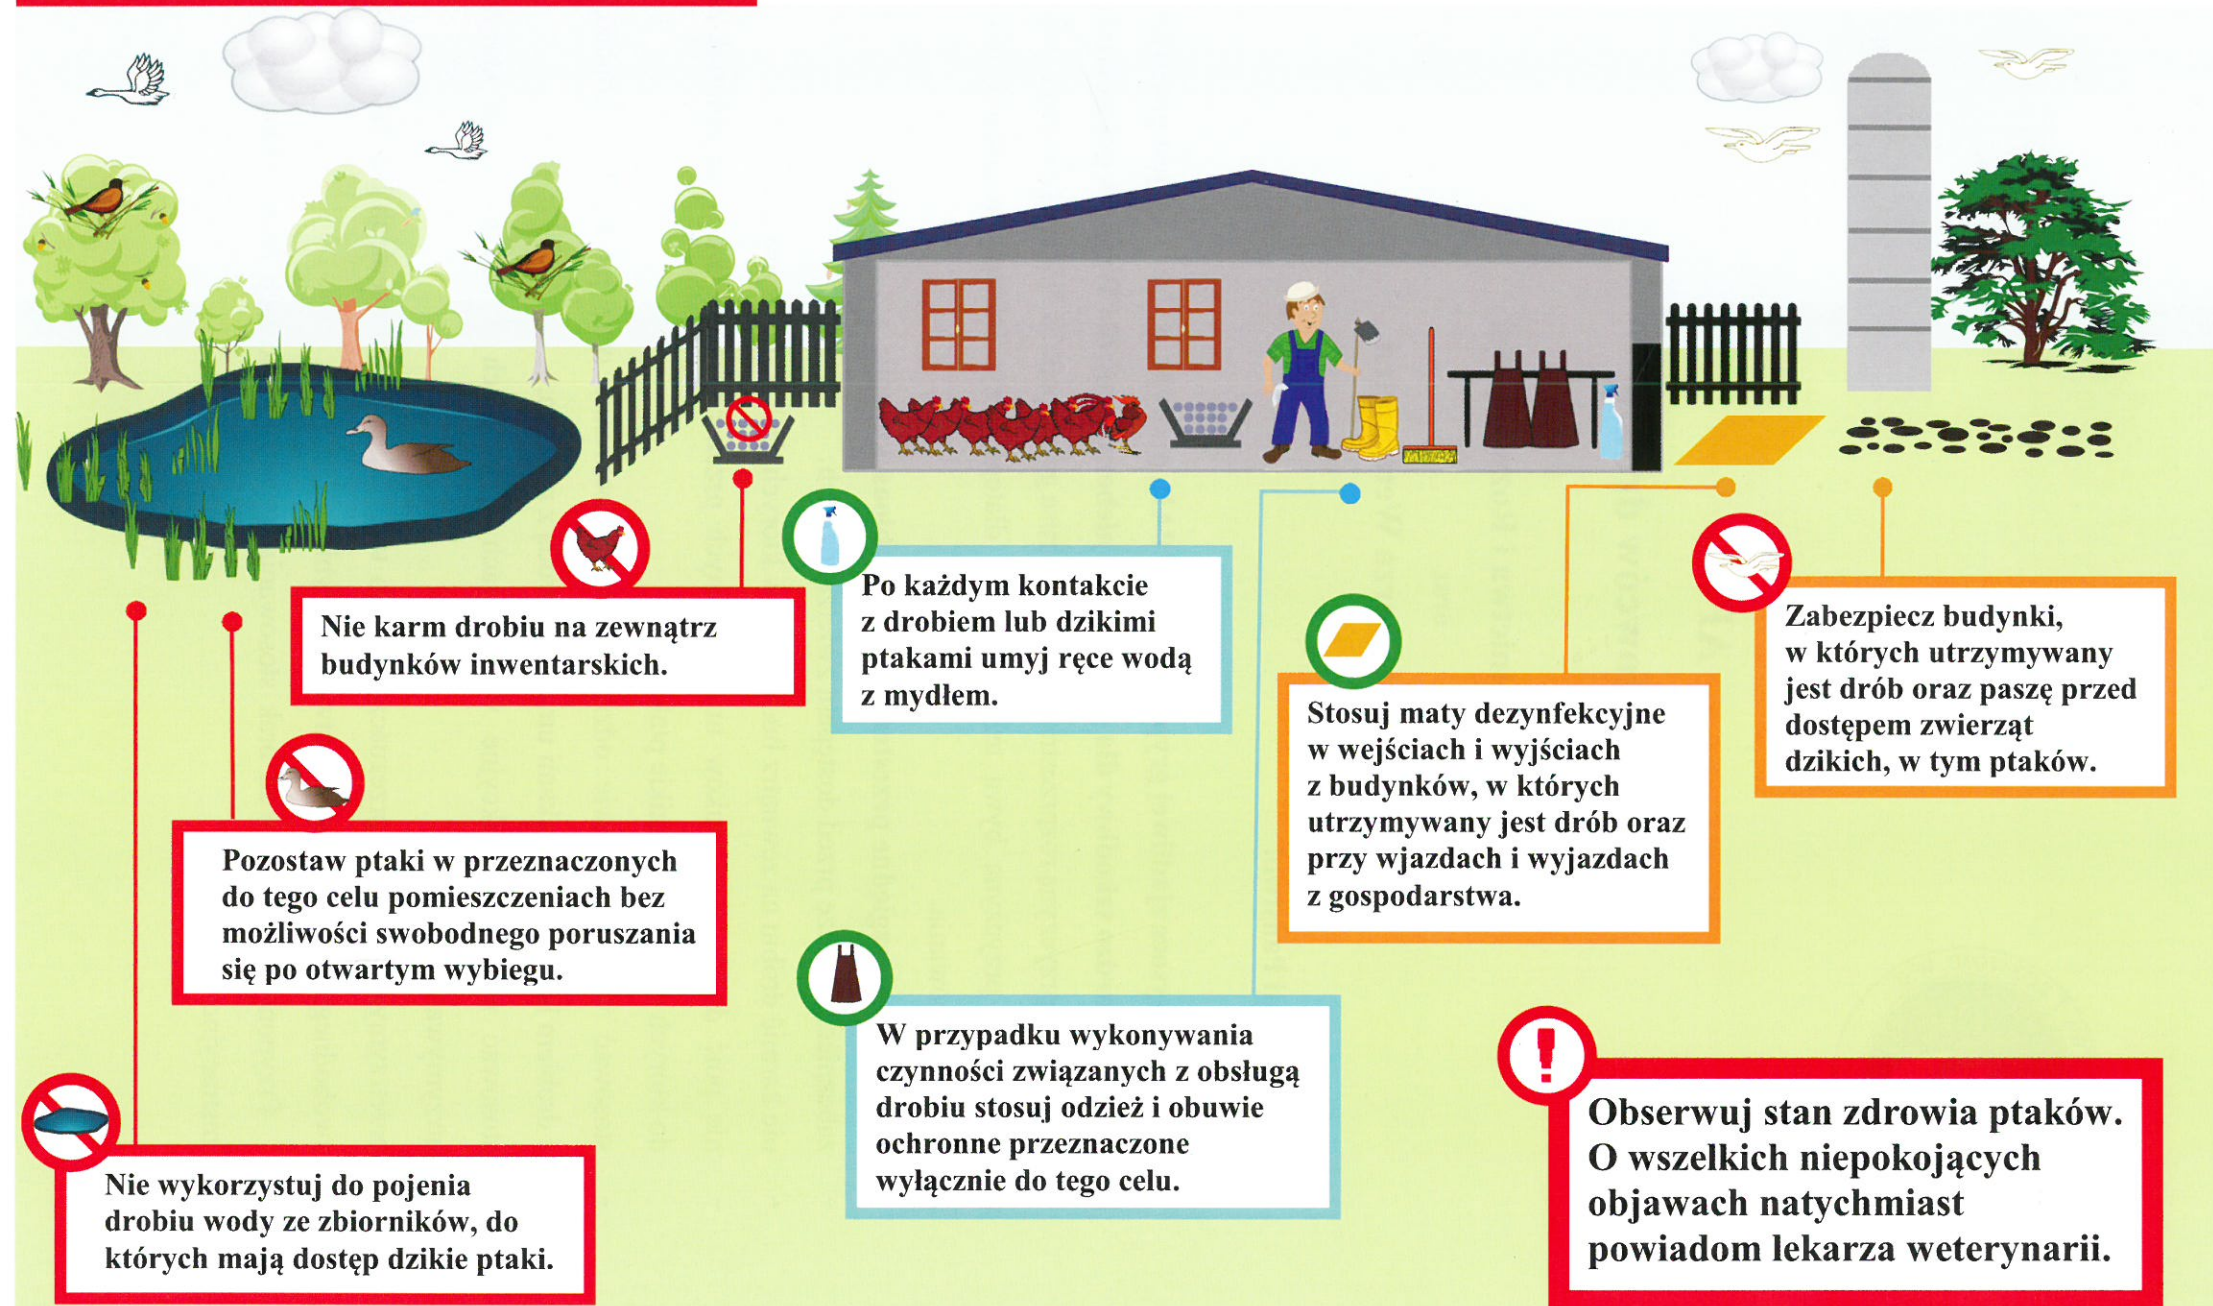 Nie karm drobiu na zewnątrz
budynków inwentarskich.
Pozostaw ptaki w przeznaczonych
do tego celu pomieszczeniach bez
możliwości swobodnego poruszania
się po otwartym wybiegu.
Nie wykorzystuj do pojenia
drobiu wody ze zbiorników, do
których mają dostęp dzikie ptaki.
Po każdym kontakcie
z drobiem lub dzikimi
ptakami umyj ręce wodą
z mydłem.
W przypadku wykonywania
czynności związanych z obsługą
drobiu stosuj odzież i obuwie
ochronne przeznaczone
wyłącznie do tego celu.
Stosuj maty dezynfekcyjne
w wejściach i wyjściach
z budynków, w których
utrzymywany jest drób oraz
przy wjazdach i wyjazdach
z gospodarstwa.
Zabezpiecz budynki,
w których utrzymywany
jest drób oraz paszę przed
dostępem zwierząt
dzikich, w tym ptaków.
!
Obserwuj stan zdrowia ptaków.
O wszelkich niepokojących
objawach natychmiast
powiadom lekarza weterynarii.